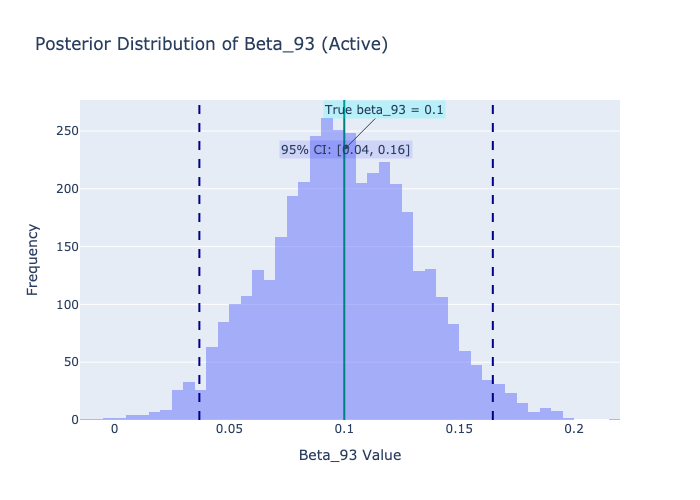 Posterior Distribution of Beta_93 (Active)
True beta_93 = 0.1
95% CI: [0.04, 0.16]
250
200
150
100
50
0
Frequency
0
0.05
0.1
0.15
0.2
Beta_93 Value